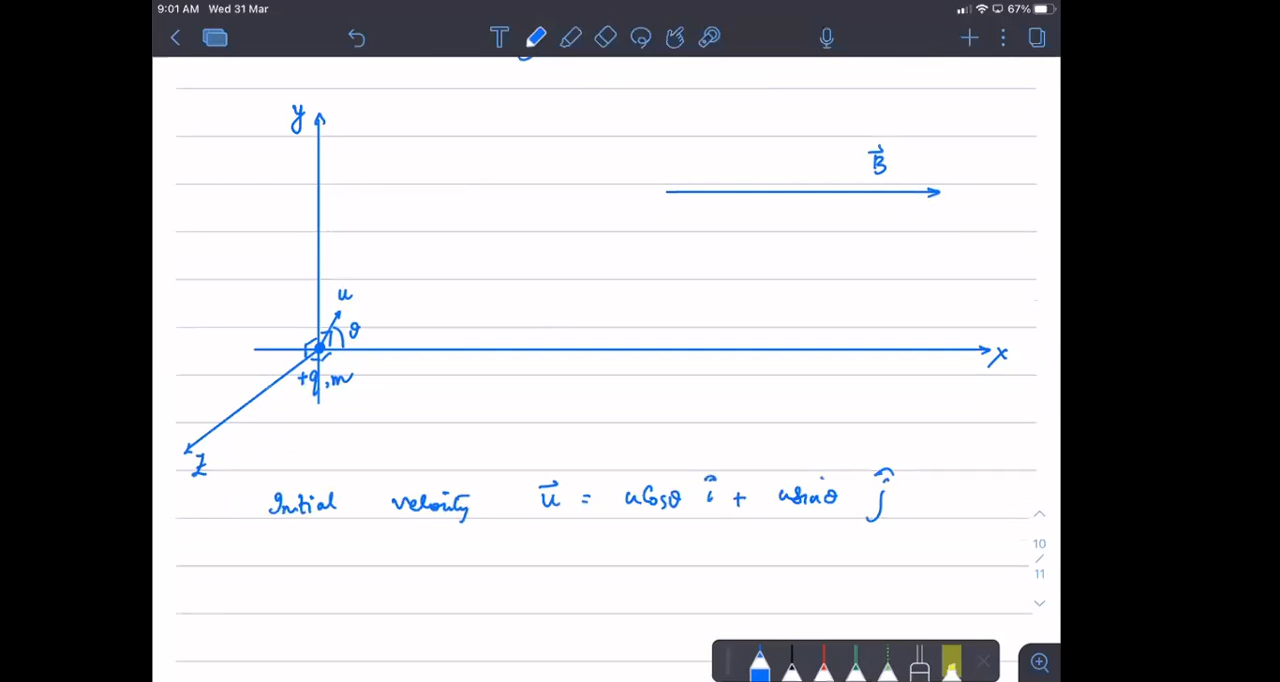 9:01 AM Wed 31 Mar
67%
T
y
B⃗
u
θ
x
+q, m
z
Initial velocity u⃗ = u Cosθ î + u sinθ ĵ
10
/
11